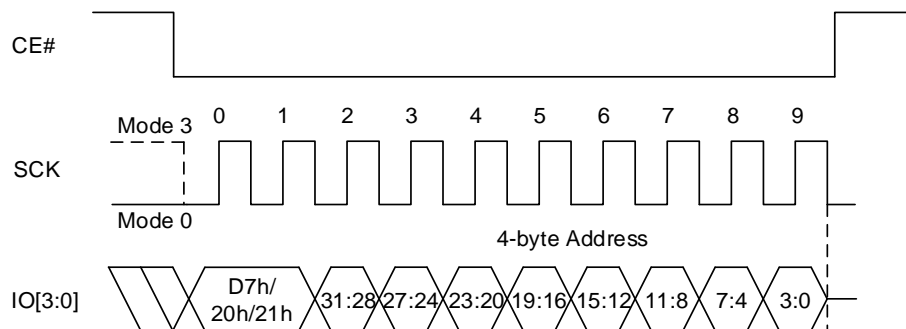 CE#
0 1 2 3 4 5 6 7 8 9
Mode 3
SCK
Mode 0
4-byte Address
IO[3:0]
D7h/
20h/21h
31:28 27:24 23:20 19:16 15:12 11:8 7:4 3:0